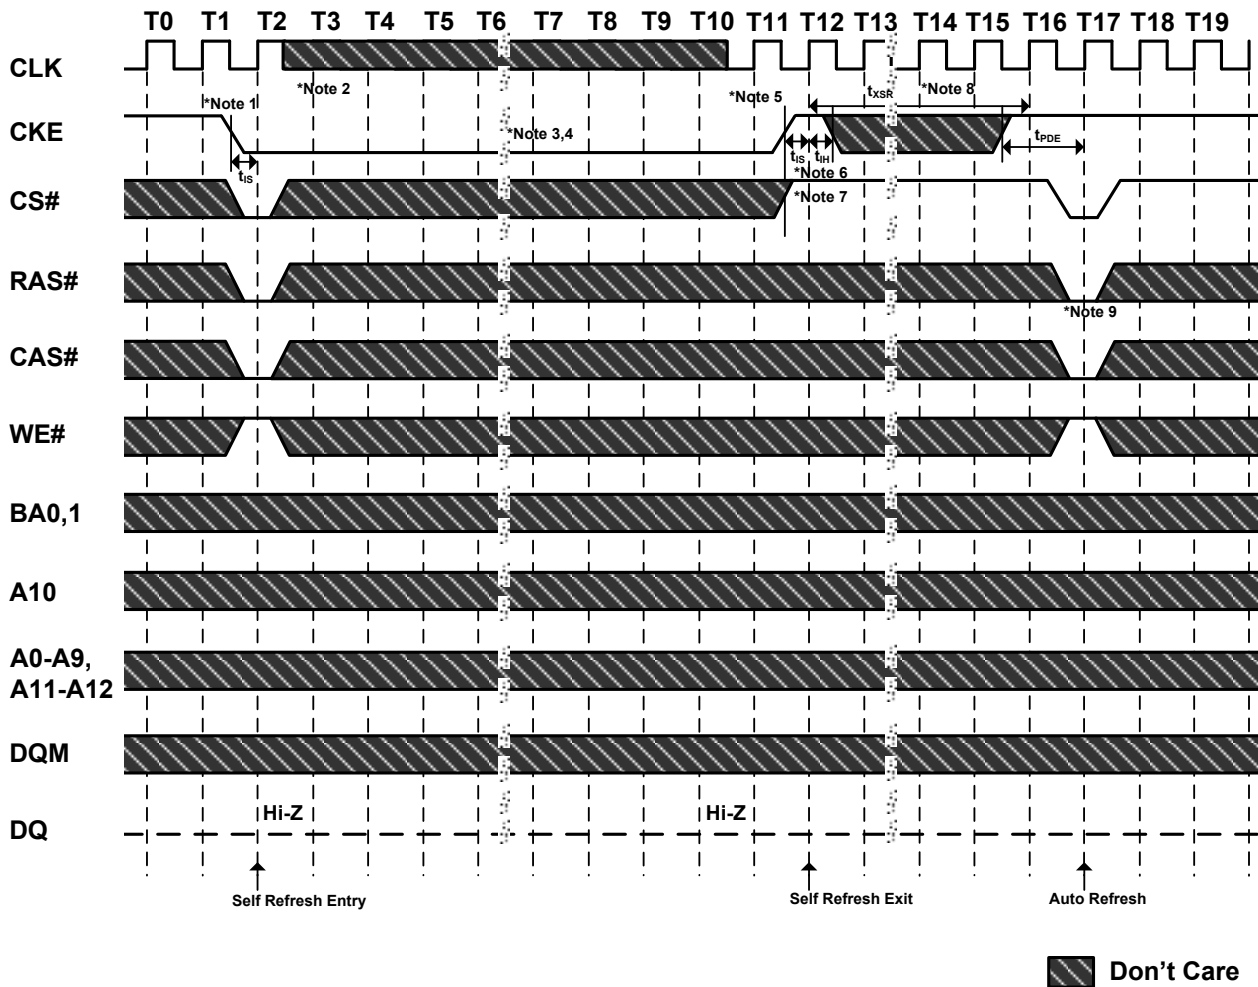 T0 T1 T2 T3 T4 T5 T6 T7 T8 T9 T10 T11 T12 T13 T14 T15 T16 T17 T18 T19
CLK
*Note 1 *Note 2 *Note 5 tXSR *Note 8
CKE
*Note 3,4 tPDE
tIS tIS tIH
*Note 6
CS#
*Note 7
RAS#
*Note 9
CAS#
WE#
BA0,1
A10
A0-A9,
A11-A12
DQM
Hi-Z Hi-Z
DQ
Self Refresh Entry Self Refresh Exit Auto Refresh
Don't Care